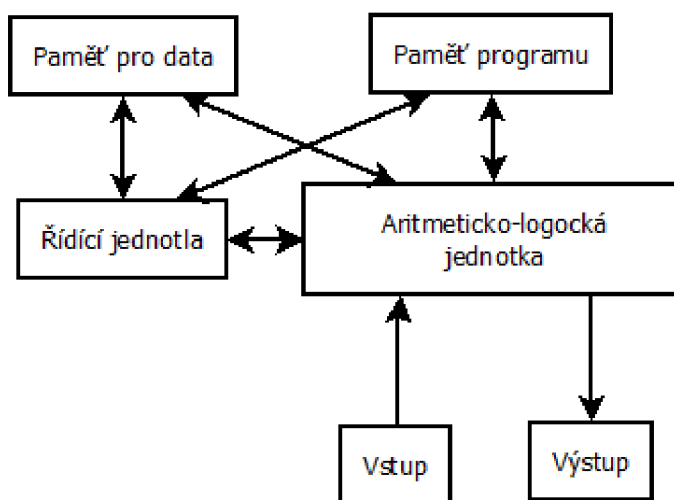 Paměť pro data
Paměť programu
Řídící jednotla
Aritmeticko-logocká
jednotka
Vstup
Výstup